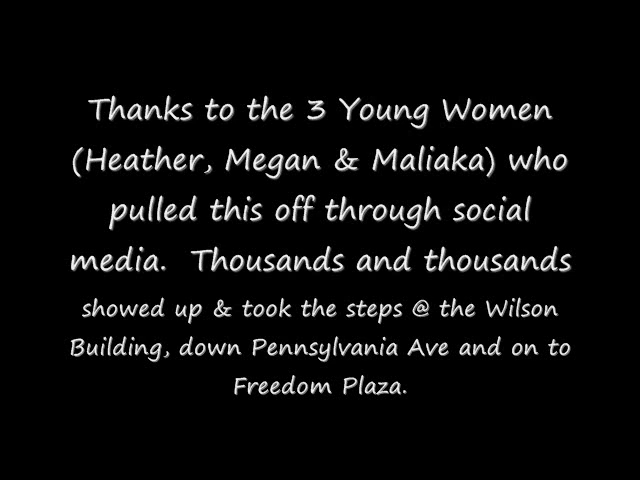 Thanks to the 3 Young Women
(Heather, Megan & Maliaka) who
pulled this off through social
media.  Thousands and thousands
showed up & took the steps @ the Wilson
Building, down Pennsylvania Ave and on to
Freedom Plaza.